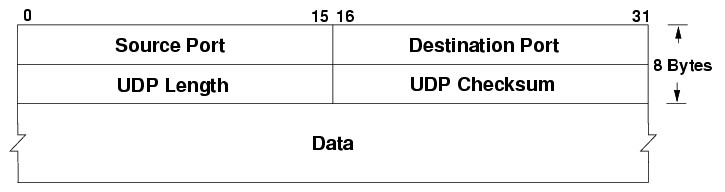 0 15 16 31
Source Port Destination Port
8 Bytes
UDP Length UDP Checksum
Data